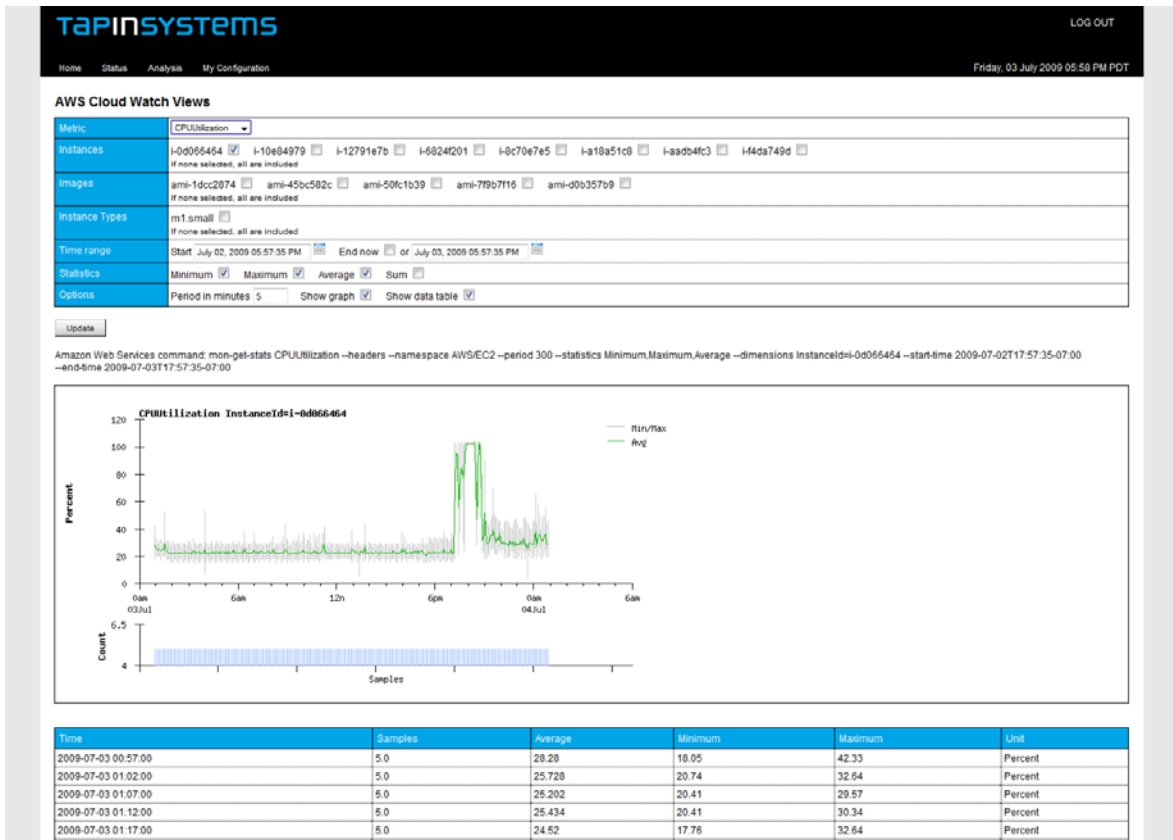 TAPINSYSTEMS
LOG OUT
Home Status Analysis My Configuration
Friday, 03 July 2009 05:58 PM PDT
AWS Cloud Watch Views
Metric CPUUtilization
Instances i-0d066464 i-10e84979 i-12791e7b i-6824f201 i-8c70e7e5 i-a18a51c8 i-aadb4fc3 i-f4da749d
If none selected, all are included
Images ami-1dcc2874 ami-45bc582c ami-50fc1b39 ami-7f9b7f16 ami-d0b357b9
If none selected, all are included
Instance Types m1.small
If none selected, all are included
Time range Start July 02, 2009 05:57:35 PM End now or July 03, 2009 05:57:35 PM
Statistics Minimum Maximum Average Sum
Options Period in minutes 5 Show graph Show data table
Update
Amazon Web Services command: mon-get-stats CPUUtilization --headers --namespace AWS/EC2 --period 300 --statistics Minimum,Maximum,Average --dimensions InstanceId=i-0d066464 --start-time 2009-07-02T17:57:35-07:00
--end-time 2009-07-03T17:57:35-07:00
CPUUtilization InstanceId=i-0d066464
Min/Max
Avg
Percent
120
100
80
60
40
20
0
0am 6am 12n 6pm 0am 6am
03Jul 04Jul
Count
6.5
4
Samples
Time Samples Average Minimum Maximum Unit
2009-07-03 00:57:00 5.0 28.28 18.05 42.33 Percent
2009-07-03 01:02:00 5.0 25.728 20.74 32.64 Percent
2009-07-03 01:07:00 5.0 25.202 20.41 29.57 Percent
2009-07-03 01:12:00 5.0 25.434 20.41 30.34 Percent
2009-07-03 01:17:00 5.0 24.52 17.76 32.64 Percent